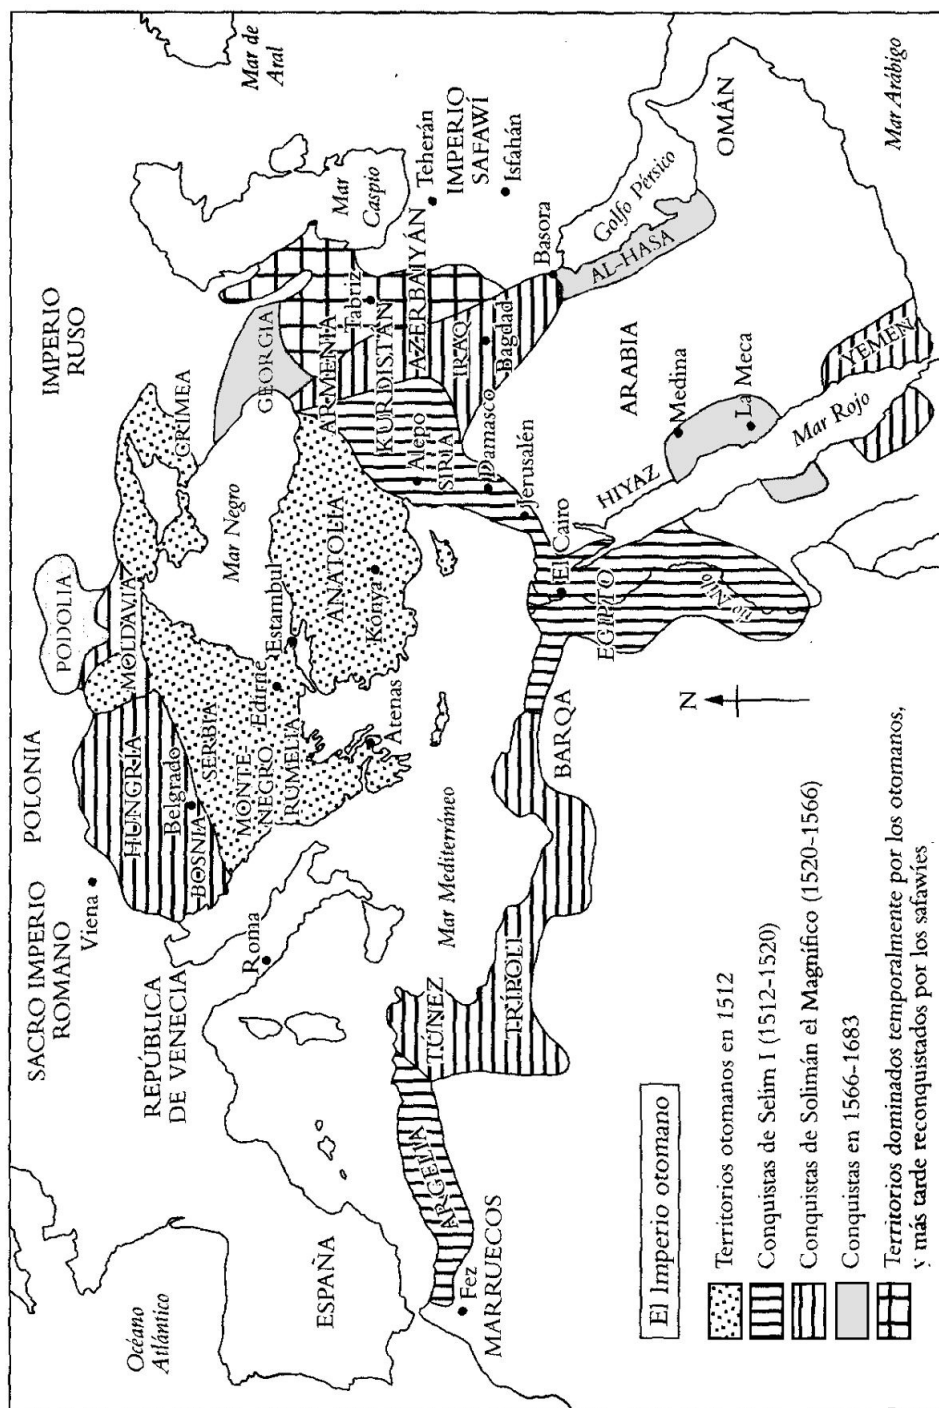 Océano
Atlántico
ESPAÑA
Fez
MARRUECOS
ARGELIA
TÚNEZ
TRÍPOLI
BARQA
SACRO IMPERIO
ROMANO
POLONIA
REPÚBLICA
DE VENECIA
Viena
Roma
HUNGRÍA
Belgrado
BOSNIA
SERBIA
MONTE-
NEGRO
RUMELIA
Edirne
Estambul
Atenas
PODOLIA
MOLDAVIA
CRIMEA
Mar Negro
Mar Mediterráneo
ANATOLIA
Konya
IMPERIO
RUSO
GEORGIA
ARMENIA
Tabriz
KURDISTÁN
AZERBAIYÁN
Mar
Caspio
Mar de
Aral
Teherán
IMPERIO
SAFAWÍ
Isfahán
Alepo
SIRIA
Damasco
Jerusalén
IRAQ
Bagdad
Basora
Golfo Pérsico
AL-HASA
OMÁN
Mar Arábigo
ARABIA
HIYAZ
Medina
La Meca
Mar Rojo
YEMEN
El Cairo
EGIPTO
Río Nilo
N
El Imperio otomano
Territorios otomanos en 1512
Conquistas de Selim I (1512-1520)
Conquistas de Solimán el Magnífico (1520-1566)
Conquistas en 1566-1683
Territorios dominados temporalmente por los otomanos,
y más tarde reconquistados por los safawíes